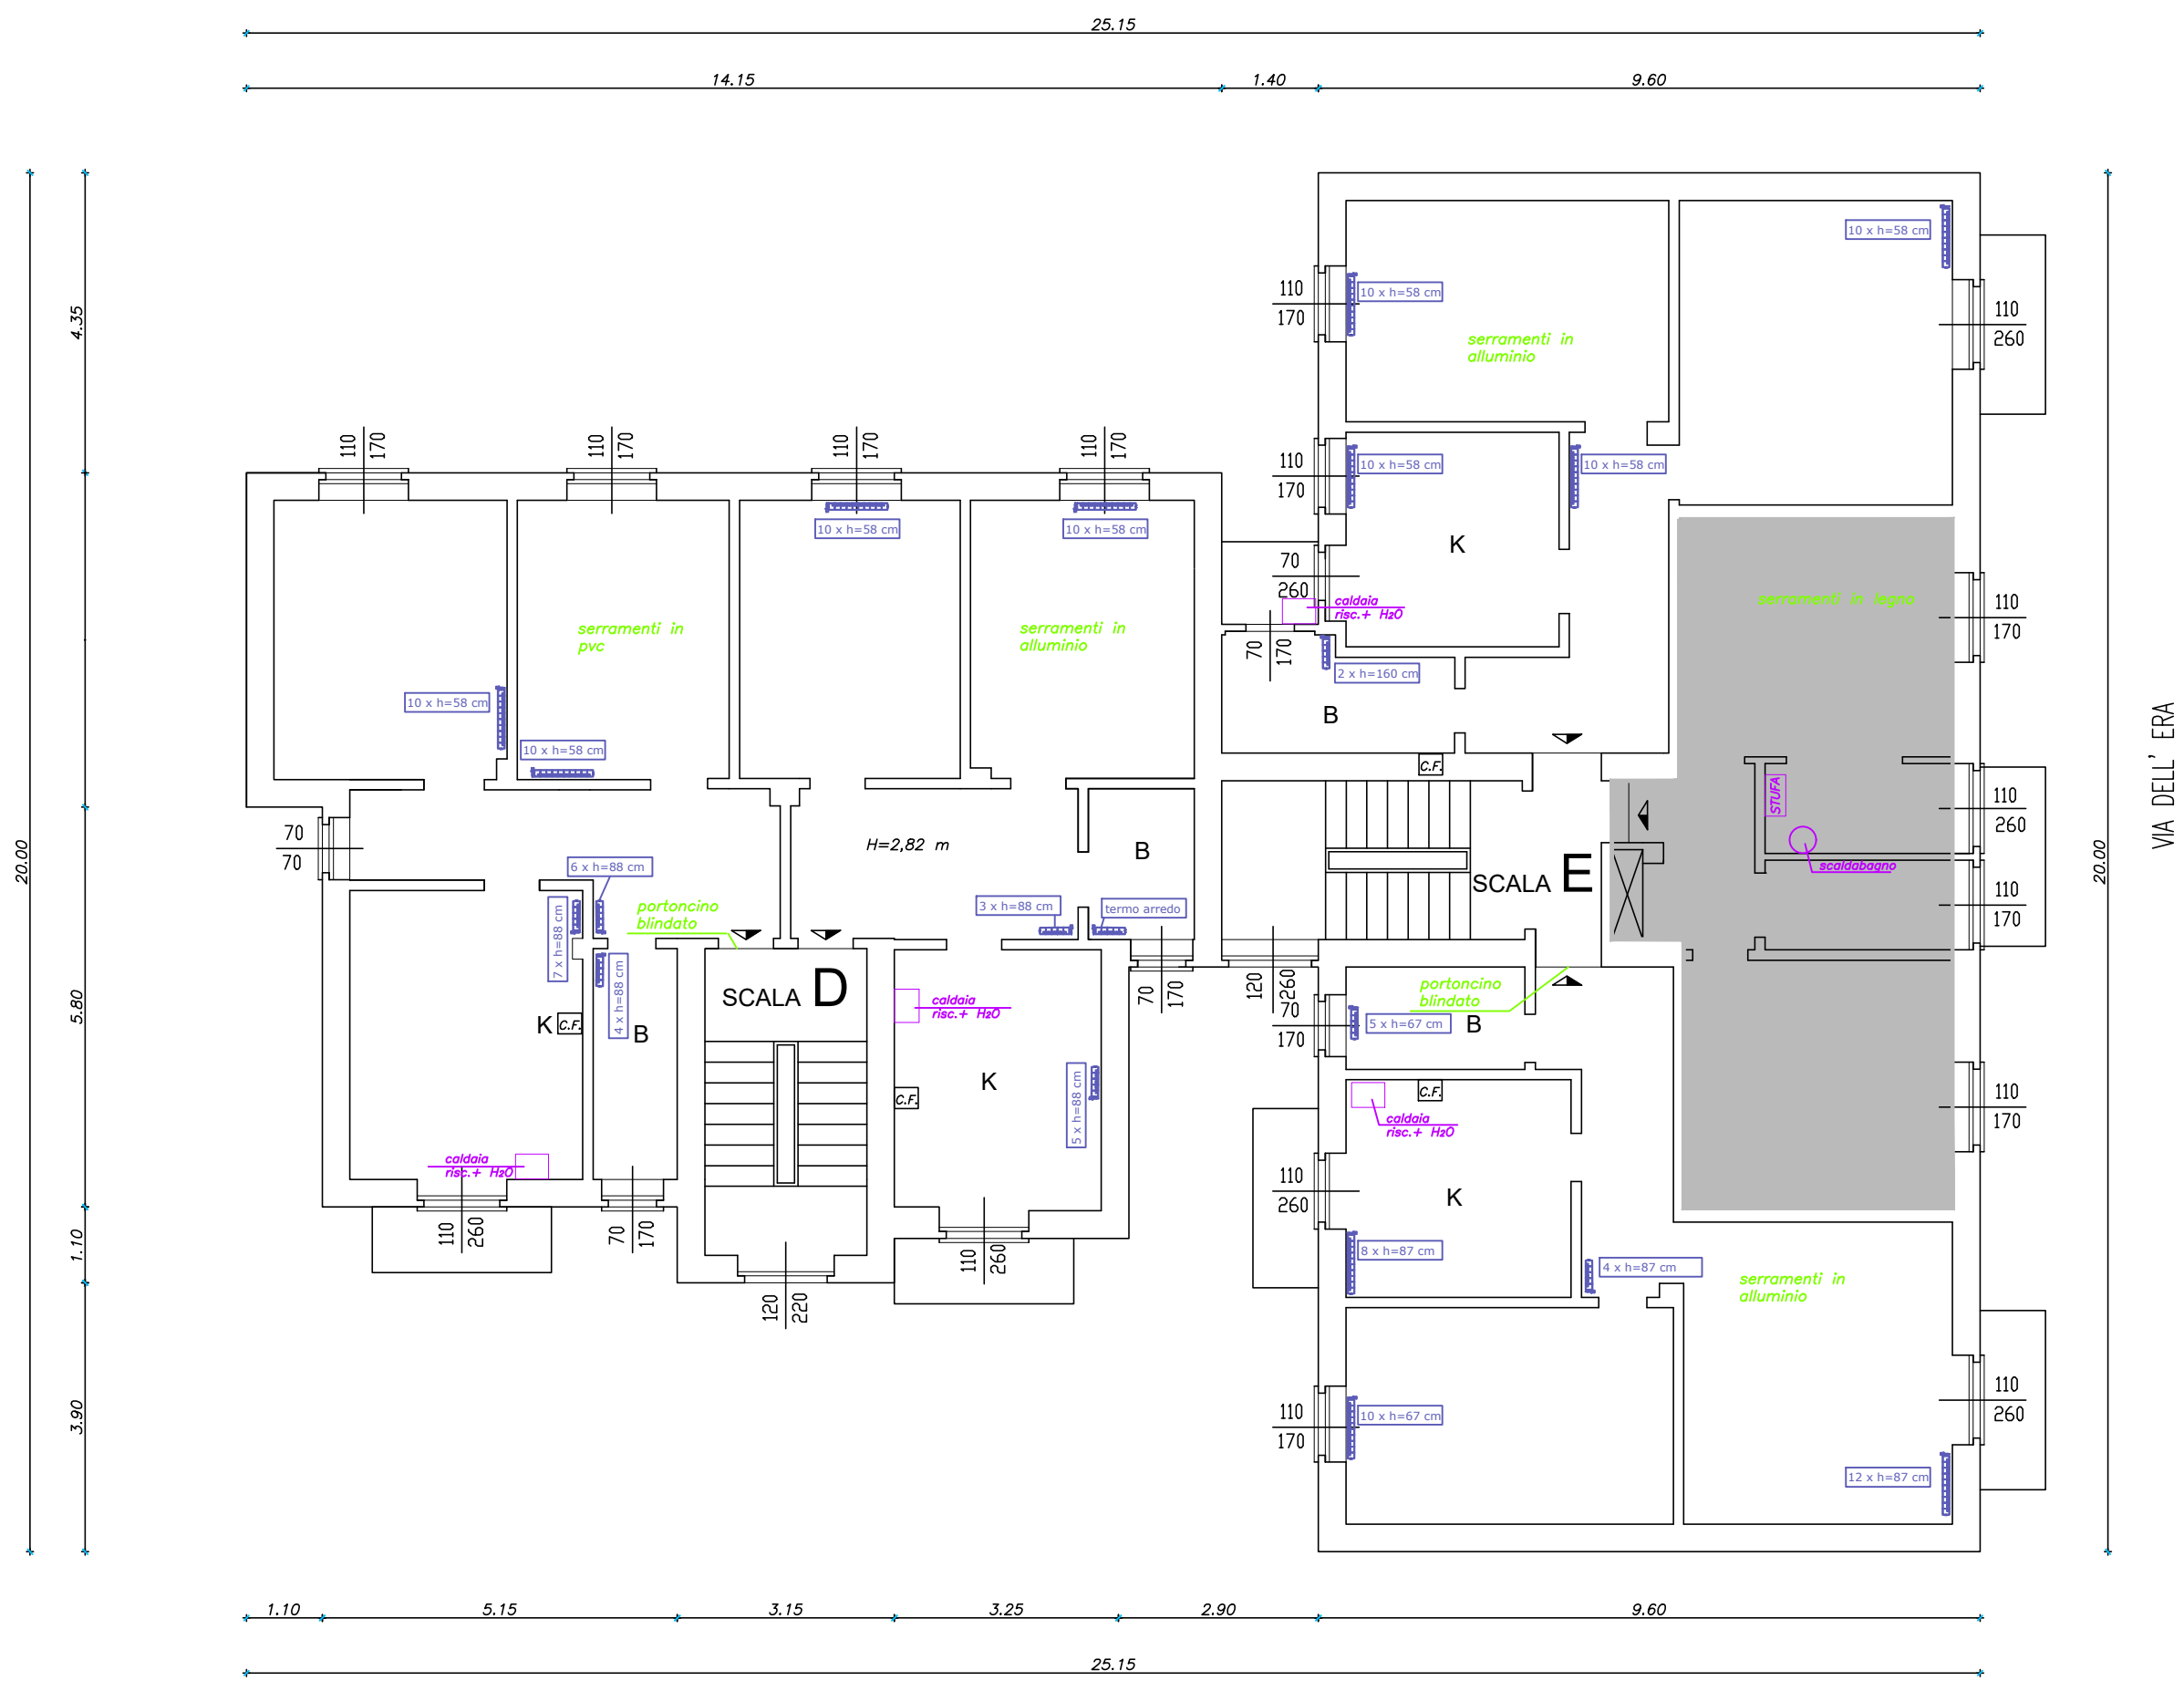 25.15
14.15
1.40
9.60
4.35
20.00
5.80
1.10
3.90
20.00
VIA DELL' ERA
10 x h=58 cm
110
170
10 x h=58 cm
110
260
serramenti in
alluminio
110
170
110
170
110
170
110
170
110
170
10 x h=58 cm
10 x h=58 cm
K
10 x h=58 cm
10 x h=58 cm
70
260
caldaia
risc.+ H2O
serramenti in legno
110
170
serramenti in
pvc
serramenti in
alluminio
70
170
2 x h=160 cm
10 x h=58 cm
B
10 x h=58 cm
C.F.
STUFA
110
260
70
70
H=2,82 m
B
scaldabagno
SCALA E
6 x h=88 cm
7 x h=88 cm
portoncino
blindato
3 x h=88 cm
termo arredo
110
170
4 x h=88 cm
SCALA D
caldaia
risc.+ H2O
70
170
120
260
portoncino
blindato
70
170
5 x h=67 cm
B
K
C.F.
B
K
C.F.
5 x h=88 cm
C.F.
caldaia
risc.+ H2O
110
170
caldaia
risc.+ H2O
110
260
K
110
260
70
170
110
260
8 x h=87 cm
4 x h=87 cm
120
220
serramenti in
alluminio
110
170
10 x h=67 cm
110
260
12 x h=87 cm
1.10
5.15
3.15
3.25
2.90
9.60
25.15